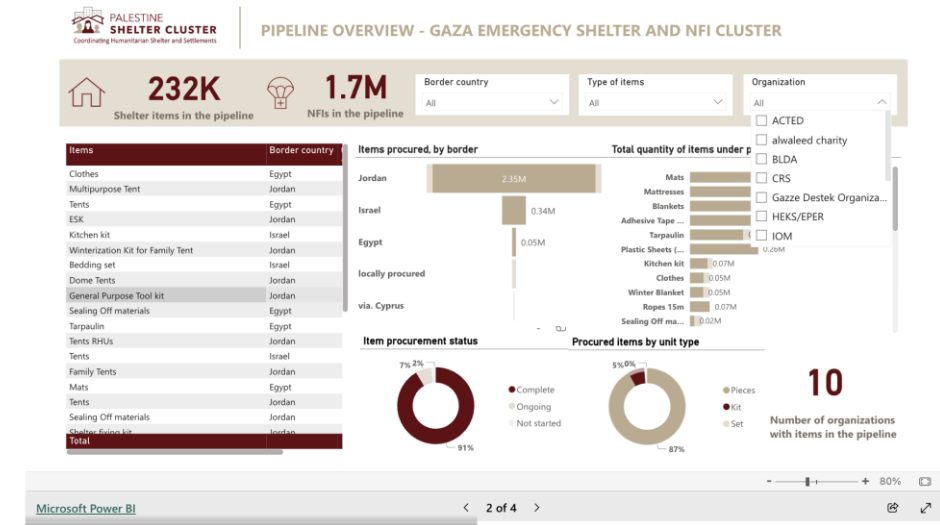 PALESTINE
SHELTER CLUSTER
Coordinating Humanitarian Shelter and Settlements
PIPELINE OVERVIEW - GAZA EMERGENCY SHELTER AND NFI CLUSTER
232K
Shelter items in the pipeline
1.7M
NFIs in the pipeline
Border country
All
Type of items
All
Organization
All
ACTED
alwaleed charity
BLDA
CRS
Gazze Destek Organiza...
HEKS/EPER
IOM
Items Border country
Clothes Egypt
Multipurpose Tent Jordan
Tents Egypt
ESK Jordan
Kitchen kit Israel
Winterization Kit for Family Tent Jordan
Bedding set Israel
Dome Tents Jordan
General Purpose Tool kit Jordan
Sealing Off materials Egypt
Tarpaulin Egypt
Tents RHUs Jordan
Tents Israel
Family Tents Jordan
Mats Egypt
Tents Jordan
Sealing Off materials Jordan
Shelter fixing kit Jordan
Total
Items procured, by border
Jordan 2.35M
Israel 0.34M
Egypt 0.05M
locally procured
via. Cyprus
Total quantity of items under p
Mats
Mattresses
Blankets
Adhesive Tape ...
Tarpaulin
Plastic Sheets (... 0.26M
Kitchen kit 0.07M
Clothes 0.05M
Winter Blanket 0.05M
Ropes 15m 0.07M
Sealing Off ma... 0.02M
Item procurement status
7% 2%
91%
Complete
Ongoing
Not started
Procured items by unit type
5% 0%
87%
Pieces
Kit
Set
10
Number of organizations
with items in the pipeline
- + 80%
Microsoft Power BI
< 2 of 4 >